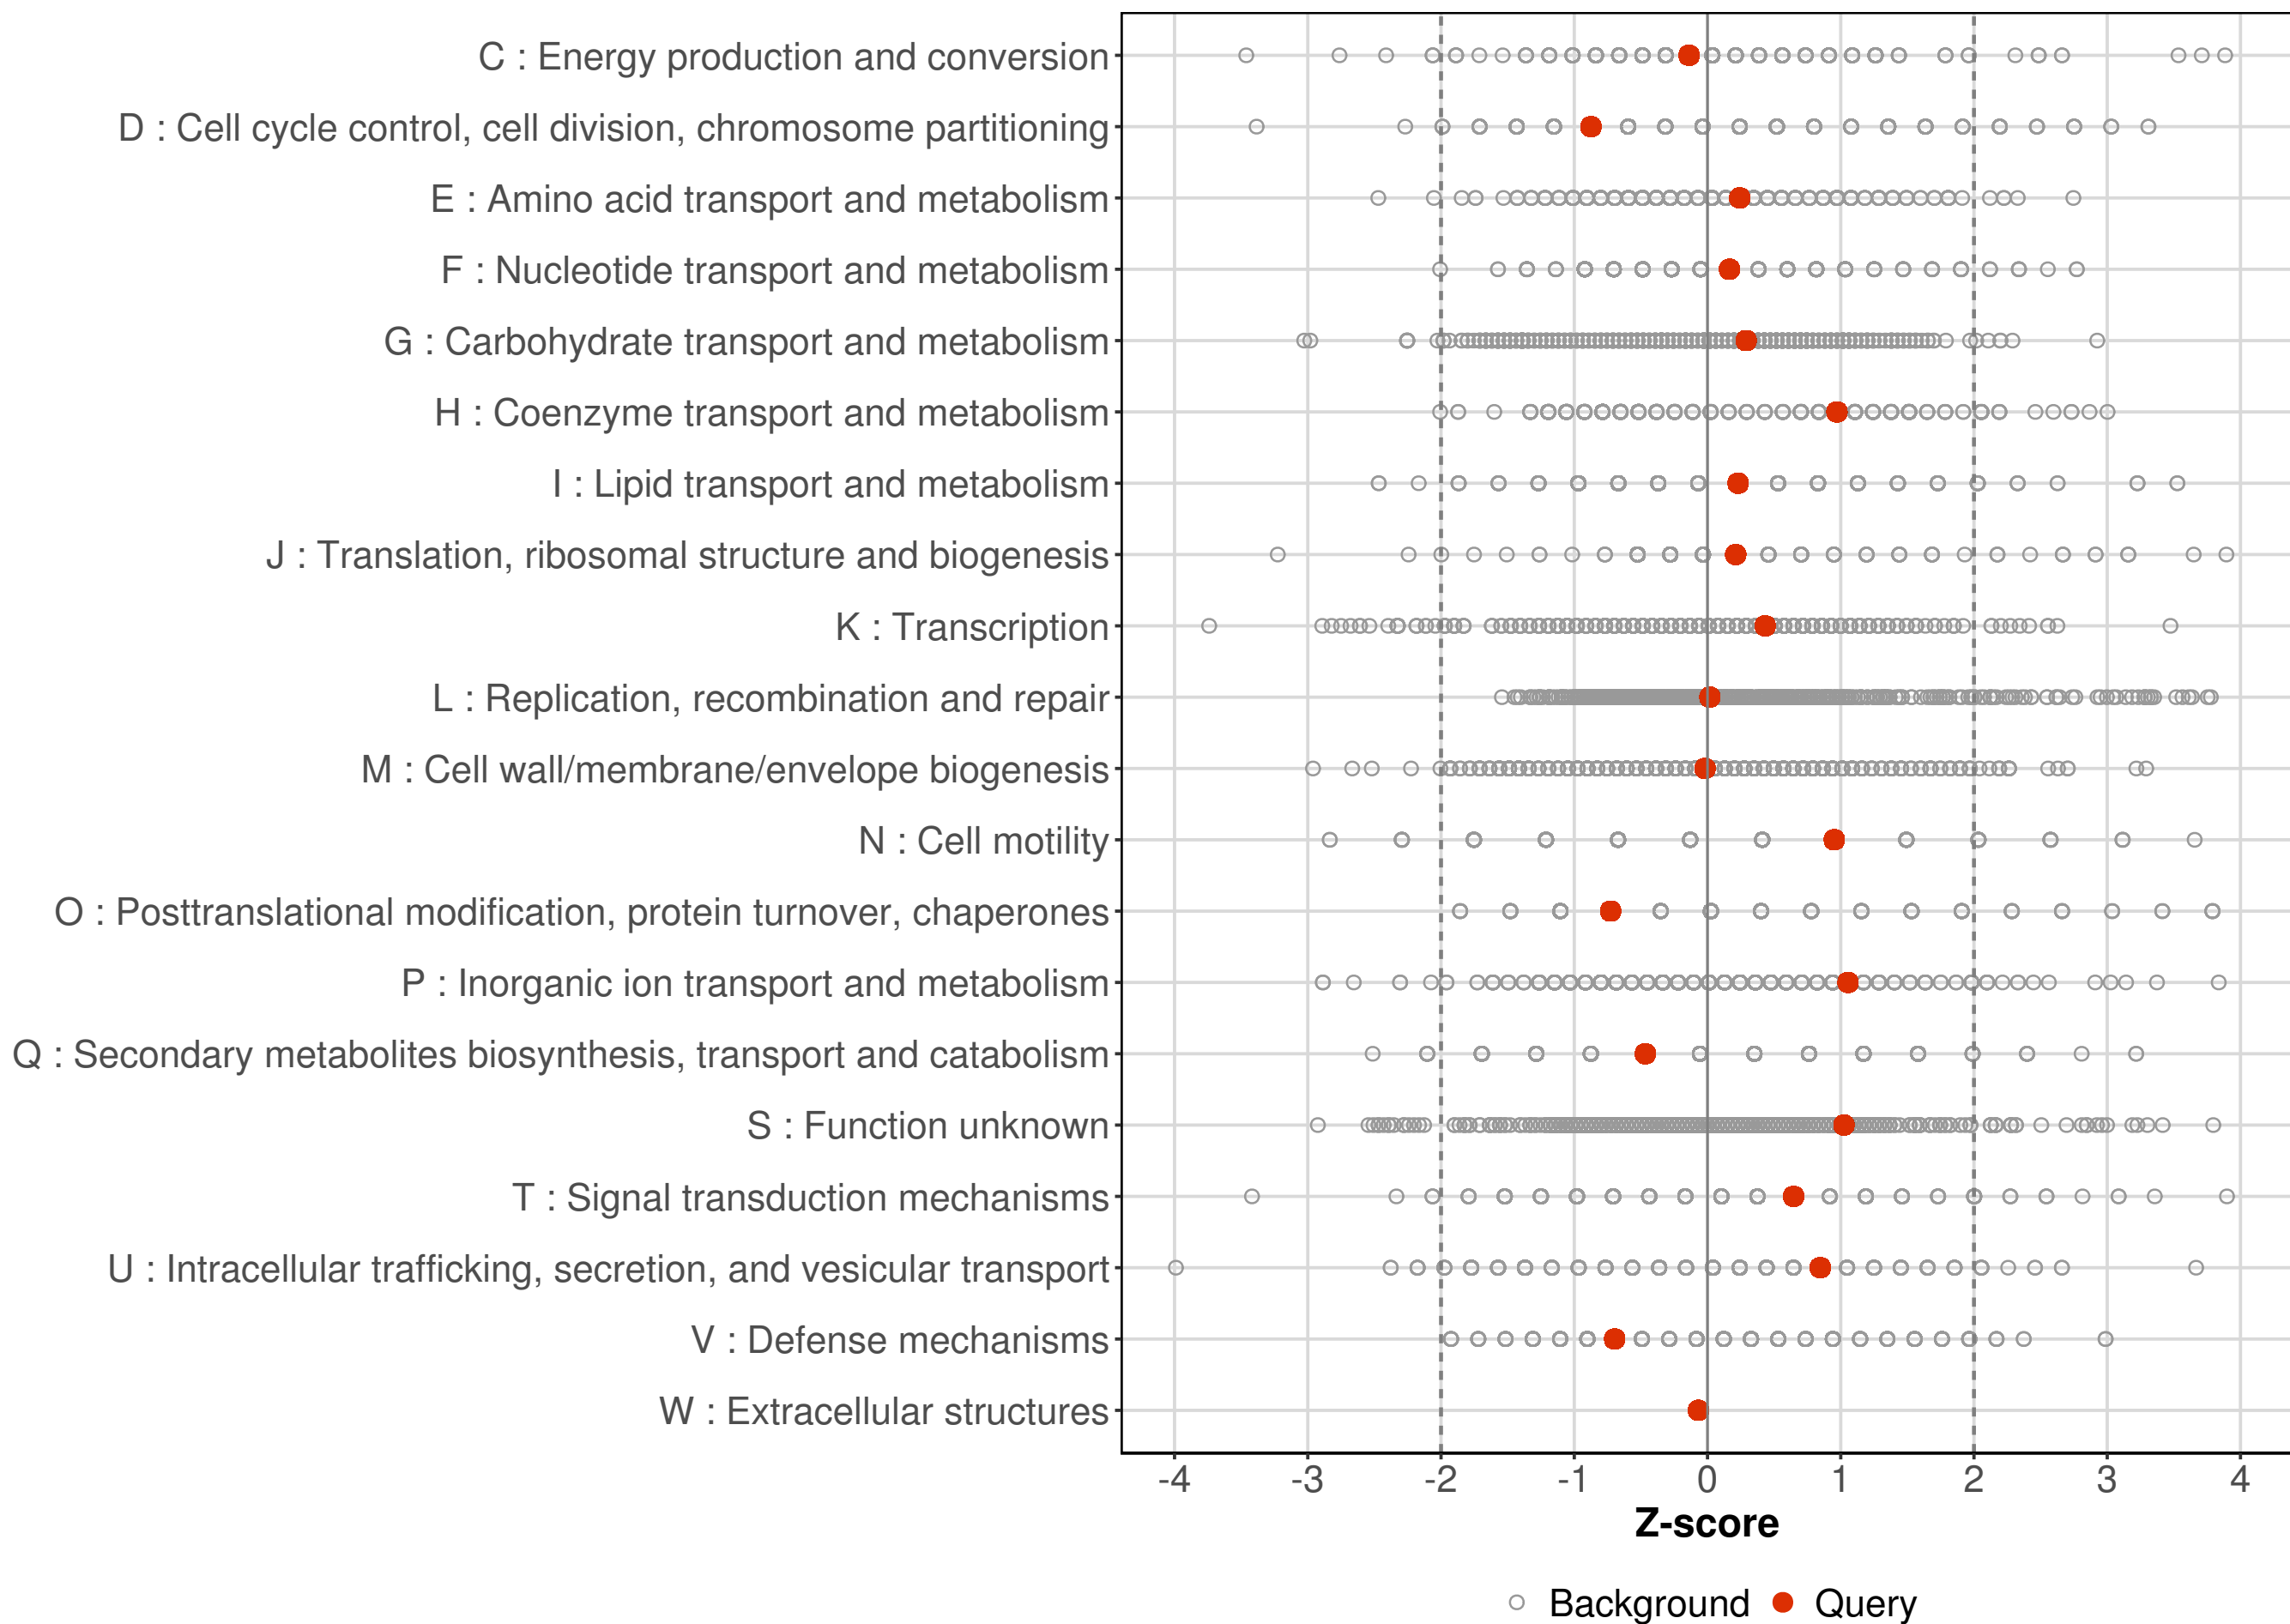 C : Energy production and conversion
D : Cell cycle control, cell division, chromosome partitioning
E : Amino acid transport and metabolism
F : Nucleotide transport and metabolism
G : Carbohydrate transport and metabolism
H : Coenzyme transport and metabolism
I : Lipid transport and metabolism
J : Translation, ribosomal structure and biogenesis
K : Transcription
L : Replication, recombination and repair
M : Cell wall/membrane/envelope biogenesis
N : Cell motility
O : Posttranslational modification, protein turnover, chaperones
P : Inorganic ion transport and metabolism
Q : Secondary metabolites biosynthesis, transport and catabolism
S : Function unknown
T : Signal transduction mechanisms
U : Intracellular trafficking, secretion, and vesicular transport
V : Defense mechanisms
W : Extracellular structures
-4 -3 -2 -1 0 1 2 3 4
Z-score
Background Query